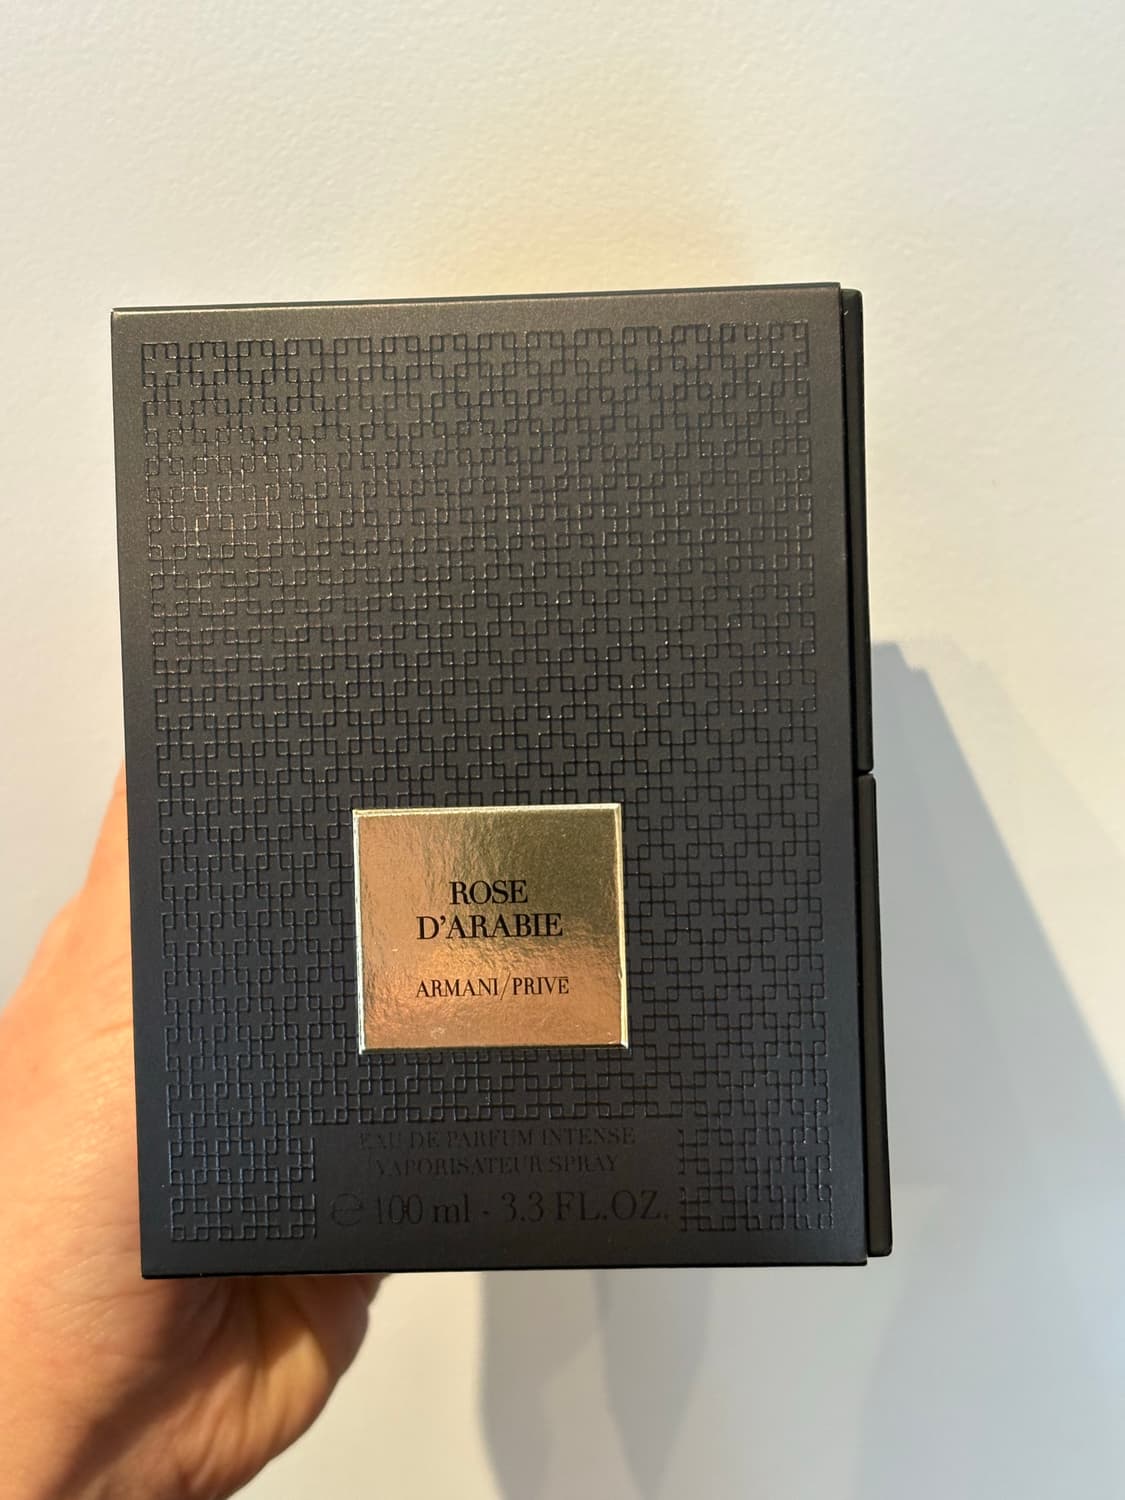 ROSE
D'ARABIE
ARMANI/PRIVÉ
EAU DE PARFUM INTENSE
VAPORISATEUR SPRAY
℮ 100 ml - 3.3 FL.OZ.